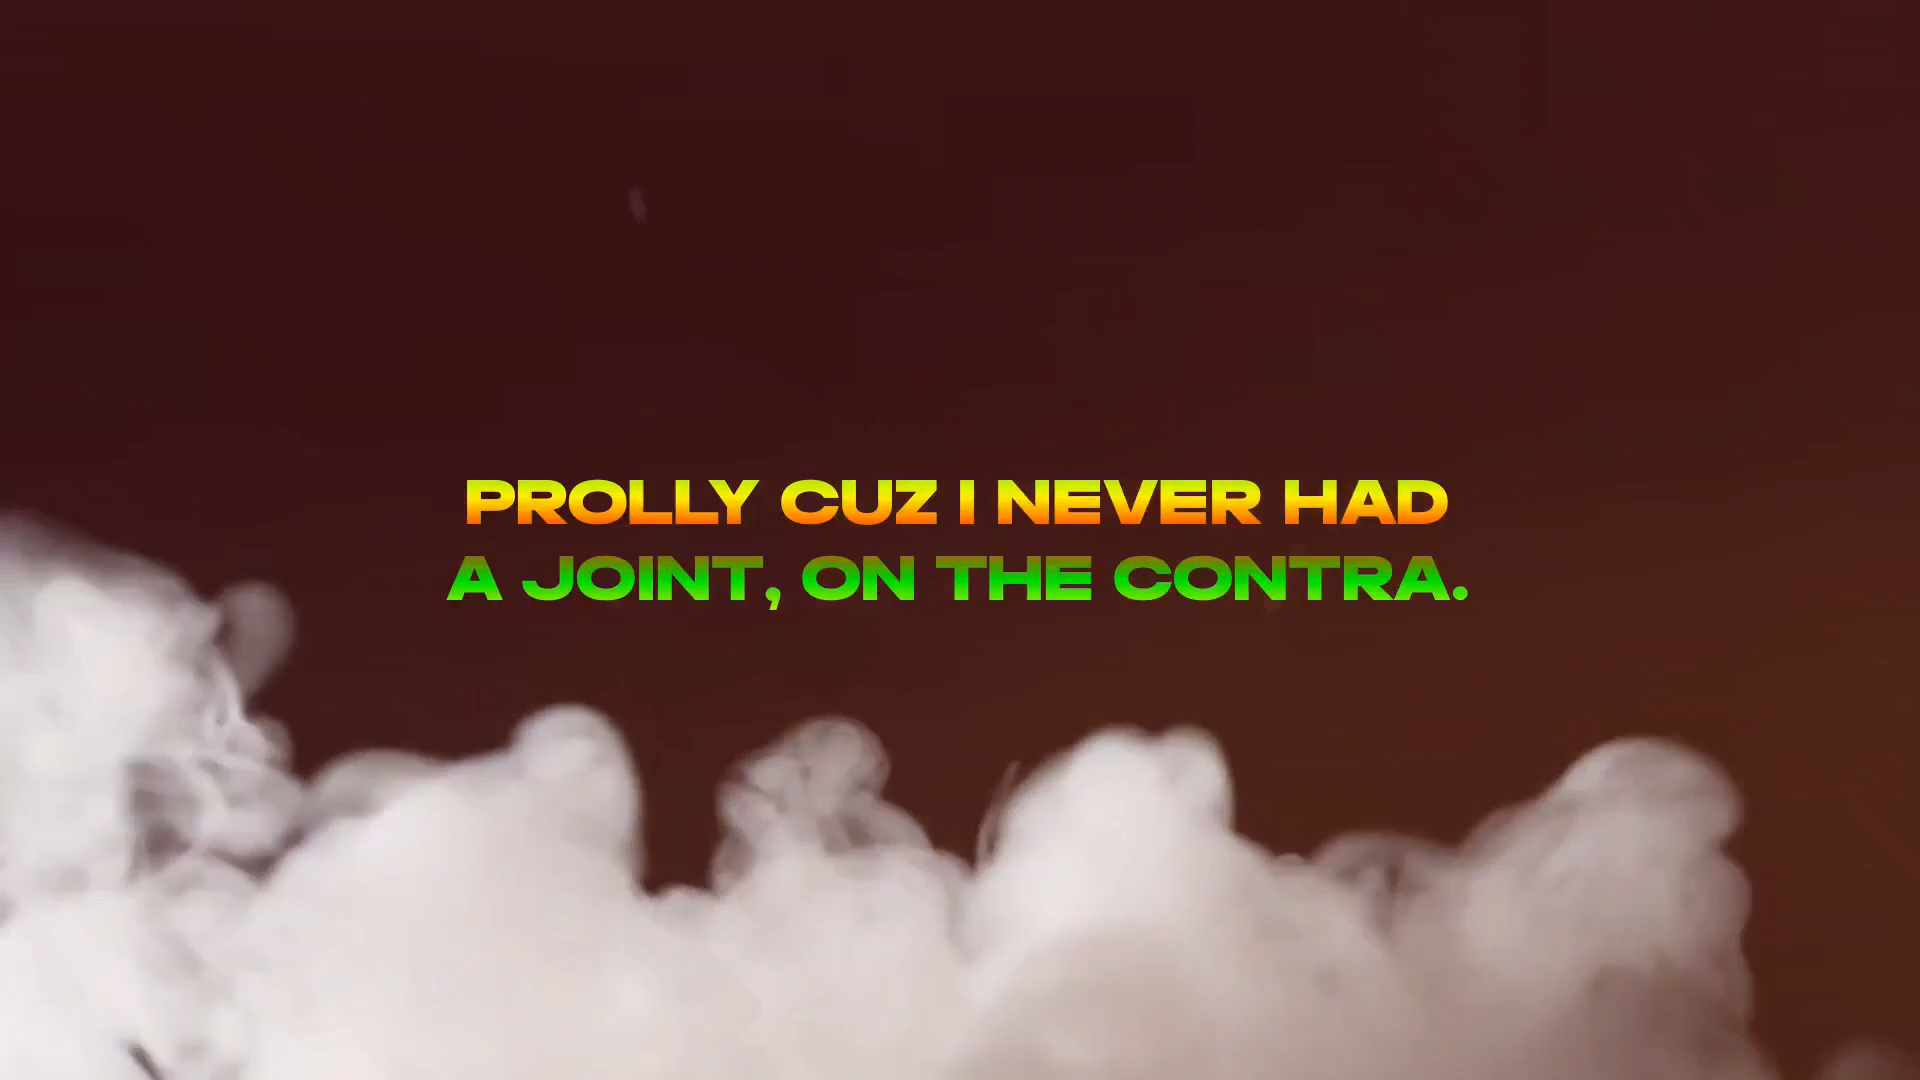 PROLLY CUZ I NEVER HAD
A JOINT, ON THE CONTRA.